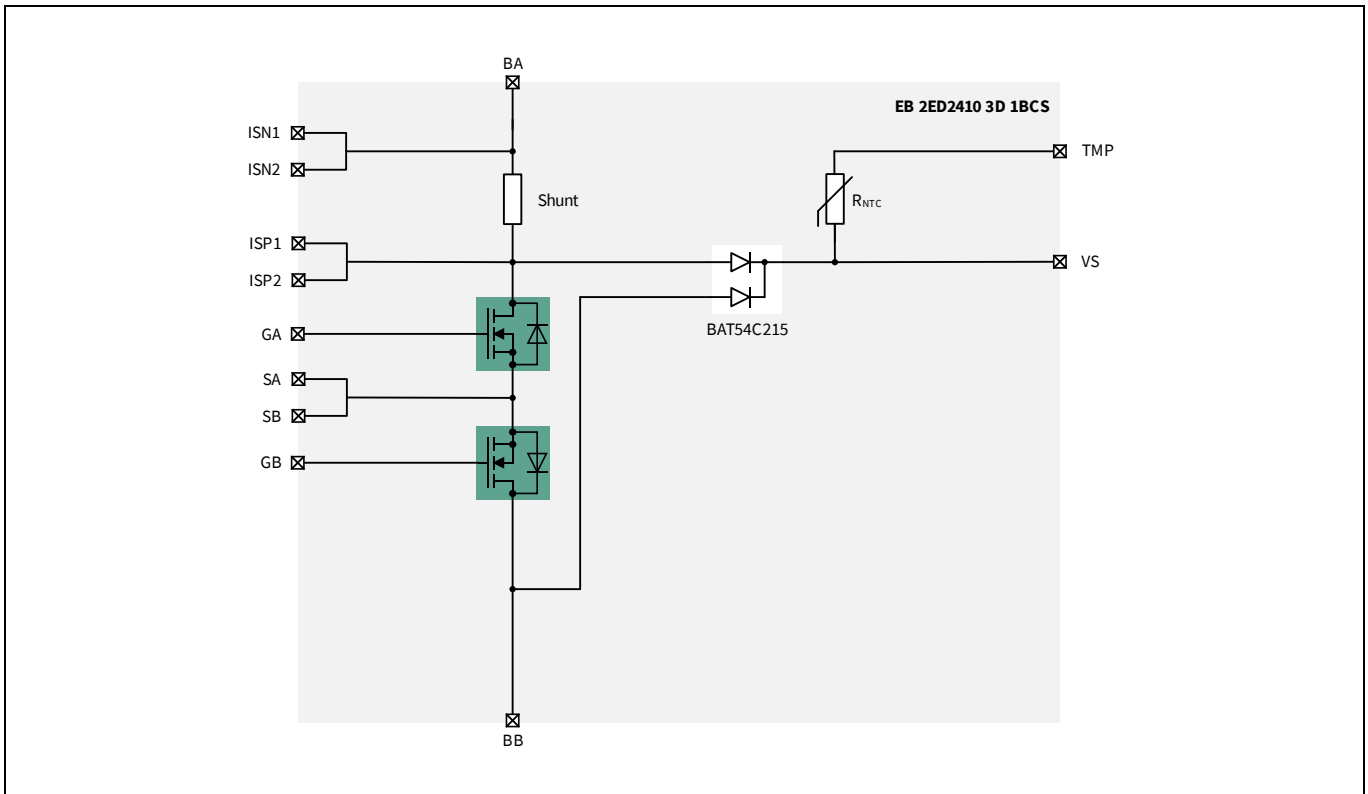 BA
EB 2ED2410 3D 1BCS
ISN1
TMP
ISN2
Shunt
RNTC
ISP1
VS
ISP2
BAT54C215
GA
SA
SB
GB
BB